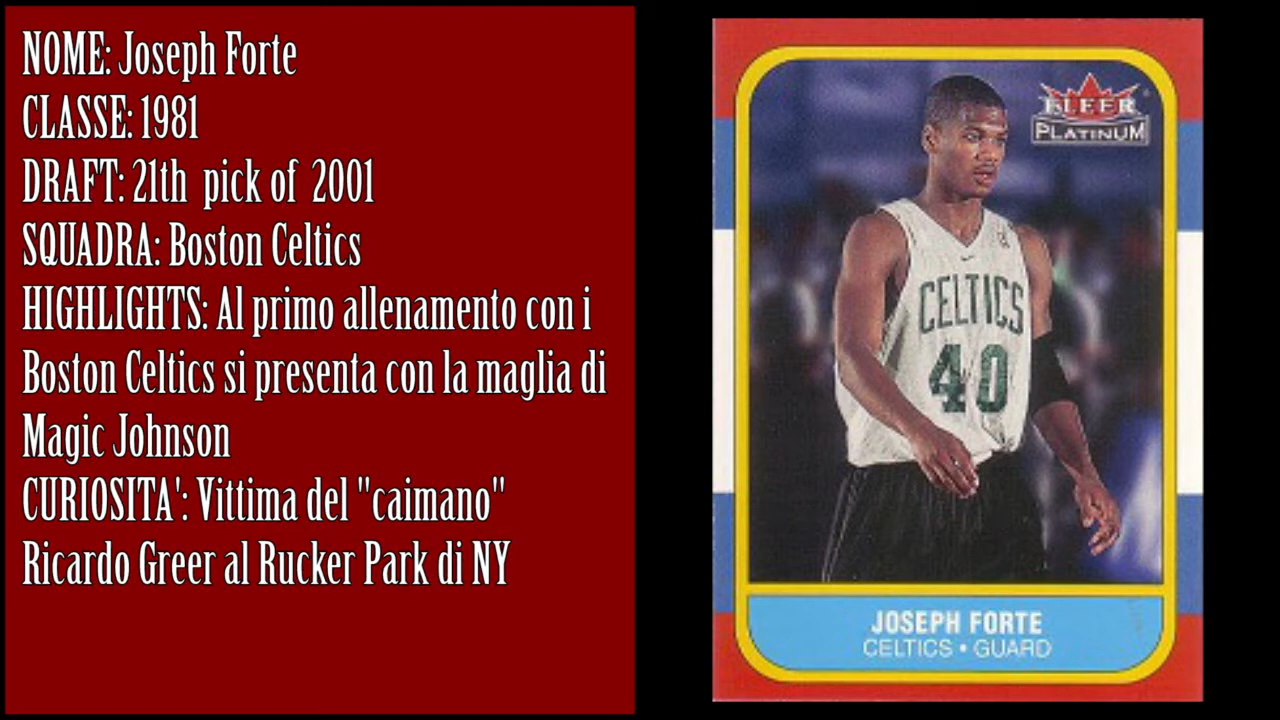 NOME: Joseph Forte
CLASSE: 1981
DRAFT: 21th pick of 2001
SQUADRA: Boston Celtics
HIGHLIGHTS: Al primo allenamento con i
Boston Celtics si presenta con la maglia di
Magic Johnson
CURIOSITA': Vittima del "caimano"
Ricardo Greer al Rucker Park di NY
FLEER
PLATINUM
CELTICS
40
JOSEPH FORTE
CELTICS • GUARD